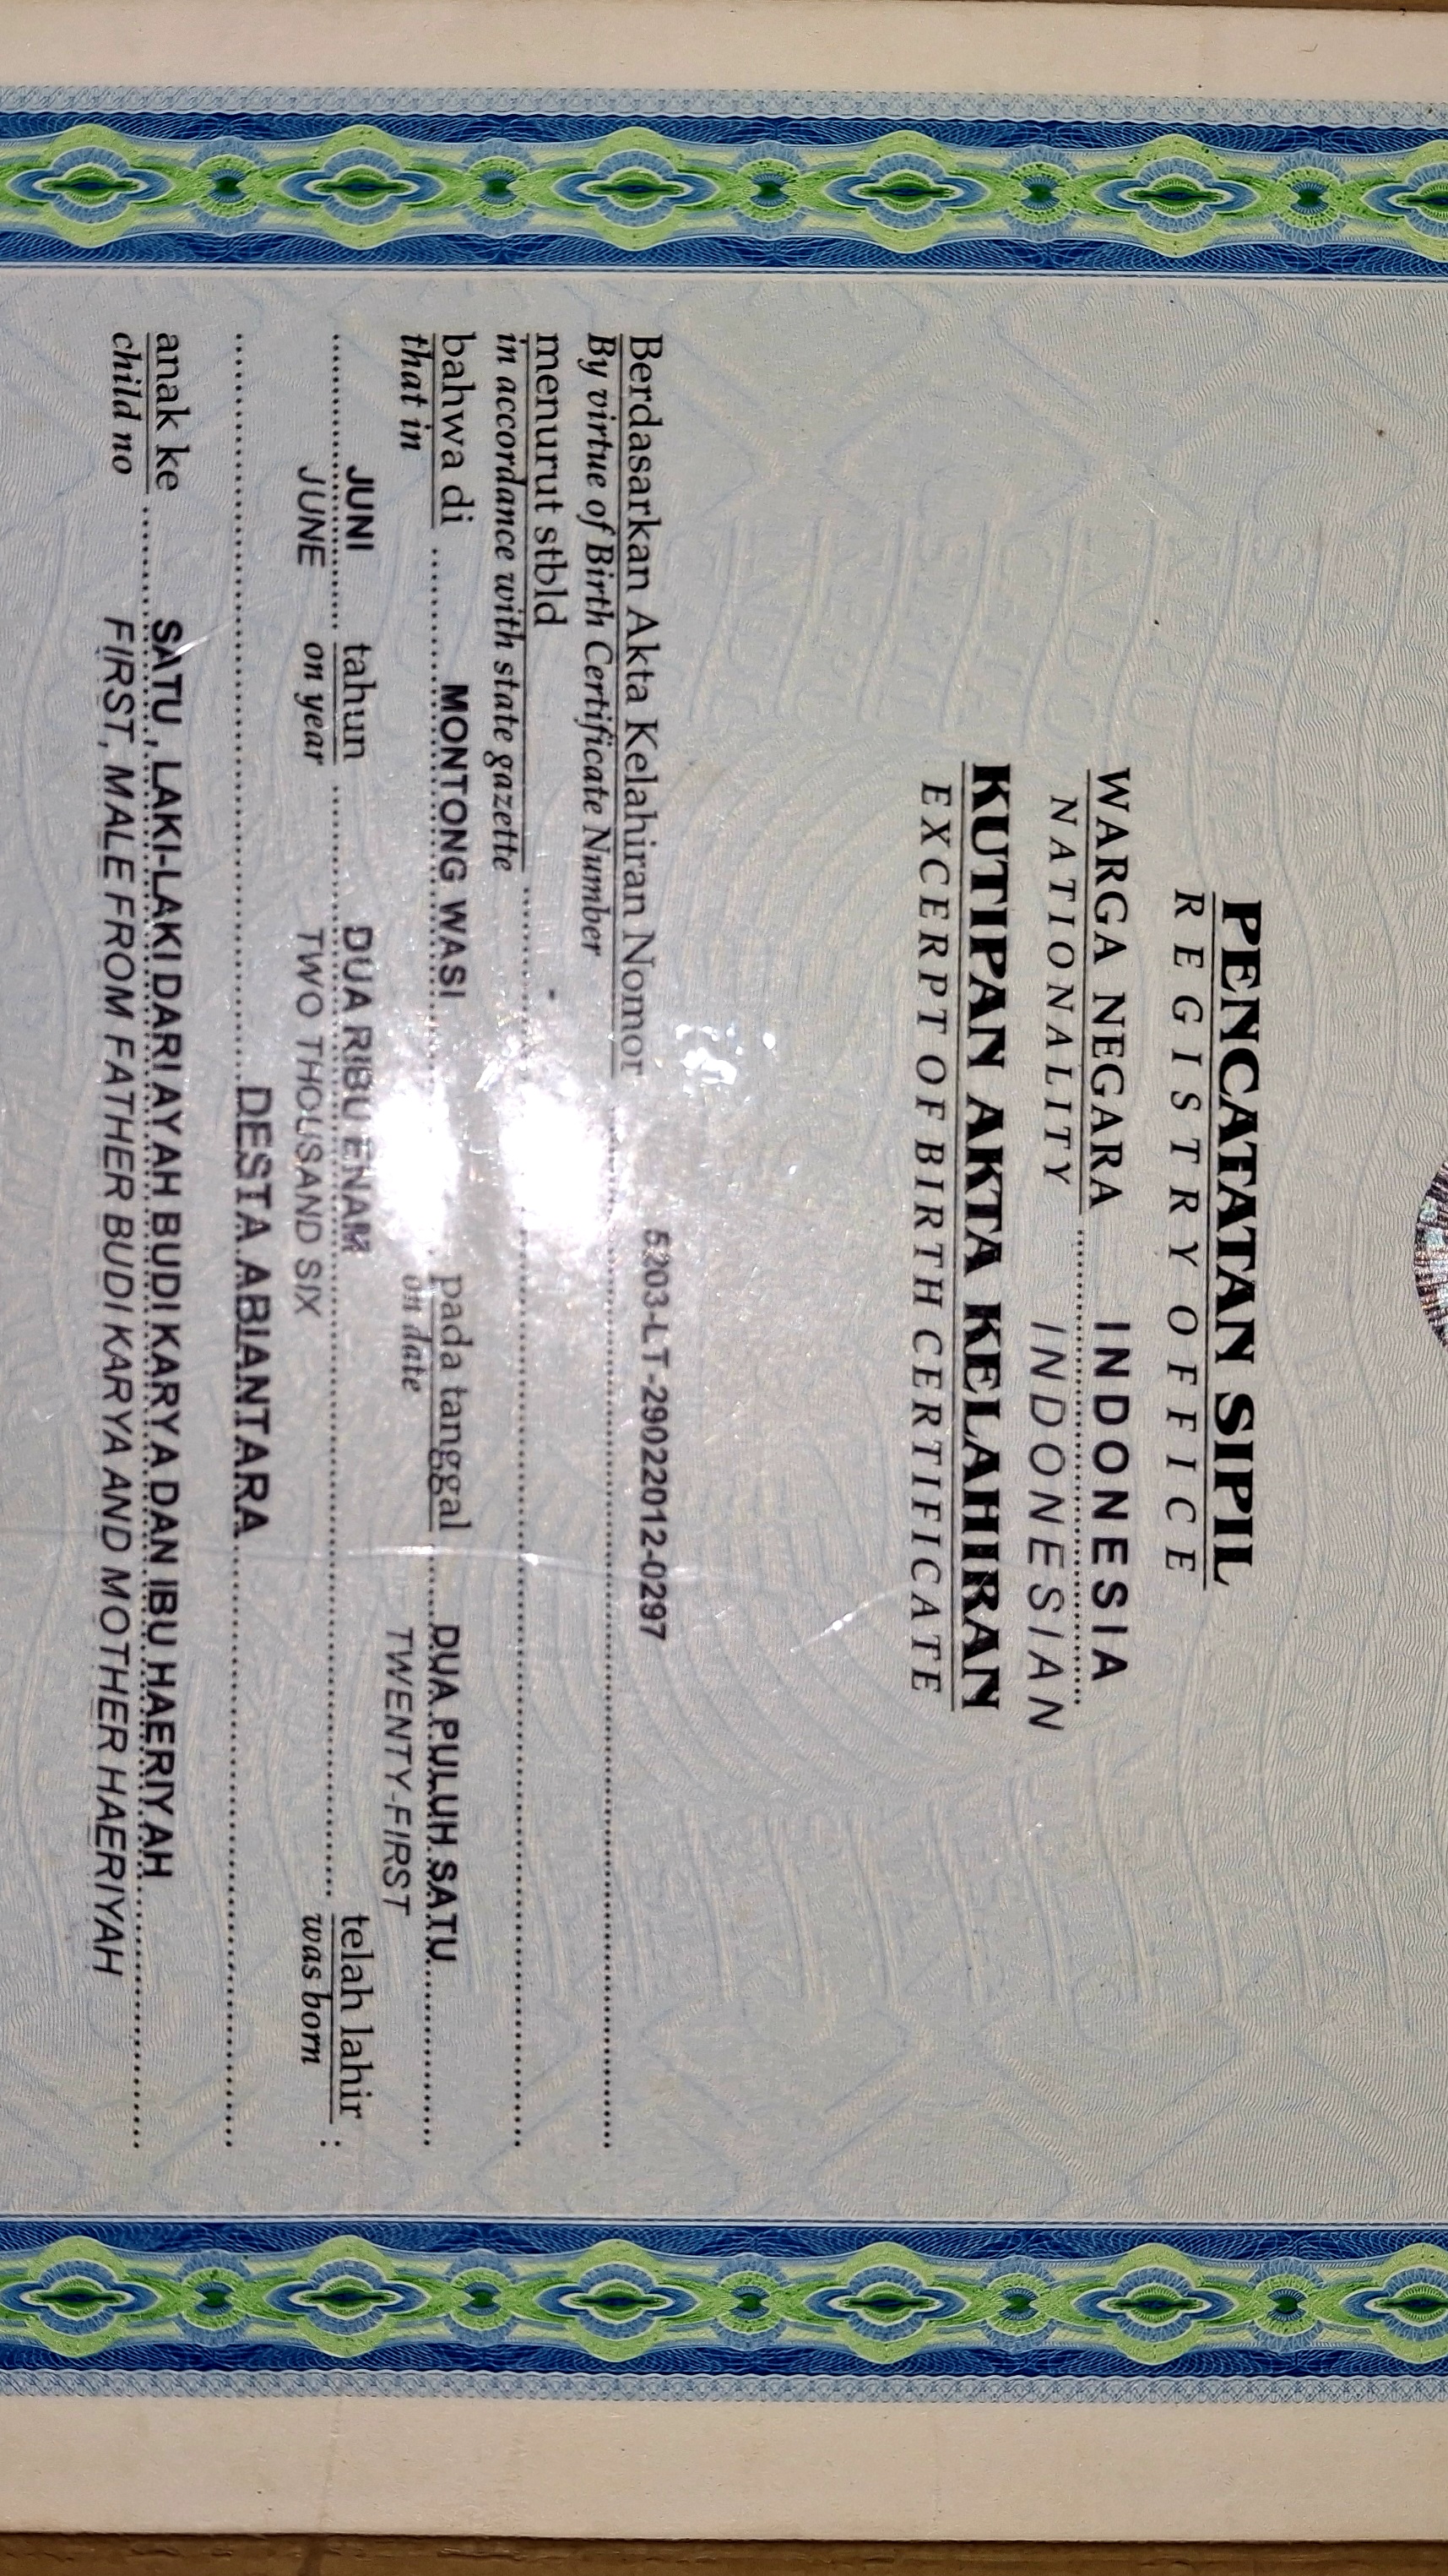 PENCATATAN SIPIL
REGISTRY OFFICE
WARGA NEGARA ........ INDONESIA
NATIONALITY INDONESIAN
KUTIPAN AKTA KELAHIRAN
EXCERPT OF BIRTH CERTIFICATE
Berdasarkan Akta Kelahiran Nomor 5203-LT-29022012-0297
By virtue of Birth Certificate Number
menurut stbld -
in accordance with state gazette
bahwa di MONTONG WASI pada tanggal DUA PULUH SATU
that in on date TWENTY-FIRST
JUNI tahun DUA RIBU ENAM telah lahir :
JUNE on year TWO THOUSAND SIX was born
DESTA ABIANTARA
anak ke SATU, LAKI-LAKI DARI AYAH BUDI KARYA DAN IBU HAERIYAH
child no FIRST, MALE FROM FATHER BUDI KARYA AND MOTHER HAERIYAH